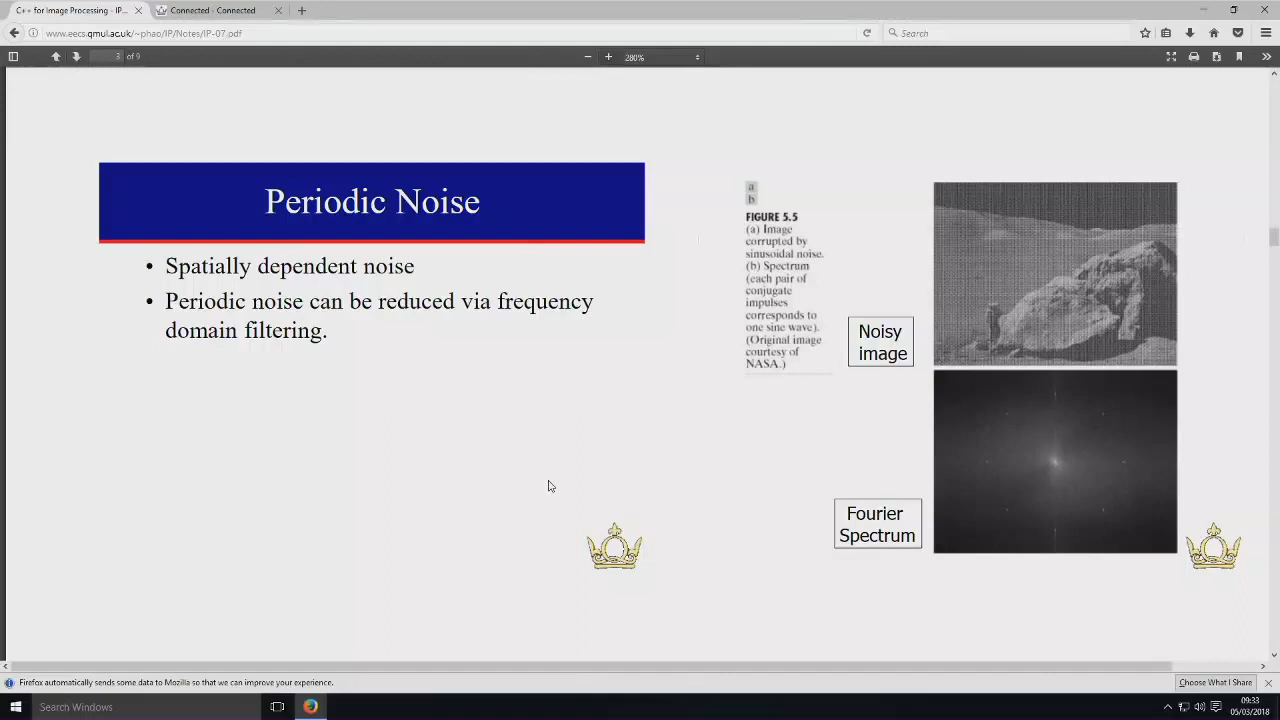 C++ for Image Processing - IP...
Connected - Connected
www.eecs.qmul.ac.uk/~phao/IP/Notes/IP-07.pdf
Search
3 of 9
280%
Periodic Noise
• Spatially dependent noise
• Periodic noise can be reduced via frequency
domain filtering.
a
b
FIGURE 5.5
(a) Image
corrupted by
sinusoidal noise.
(b) Spectrum
(each pair of
conjugate
impulses
corresponds to
one sine wave).
(Original image
courtesy of
NASA.)
Noisy
image
Fourier
Spectrum
Firefox automatically sends some data to Mozilla so that we can improve your experience.
Choose What I Share
Search Windows
09:33
05/03/2018